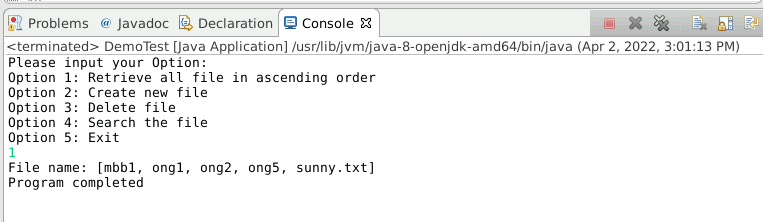 Problems Javadoc Declaration Console
<terminated> DemoTest [Java Application] /usr/lib/jvm/java-8-openjdk-amd64/bin/java (Apr 2, 2022, 3:01:13 PM)
Please input your Option:
Option 1: Retrieve all file in ascending order
Option 2: Create new file
Option 3: Delete file
Option 4: Search the file
Option 5: Exit
1
File name: [mbb1, ong1, ong2, ong5, sunny.txt]
Program completed